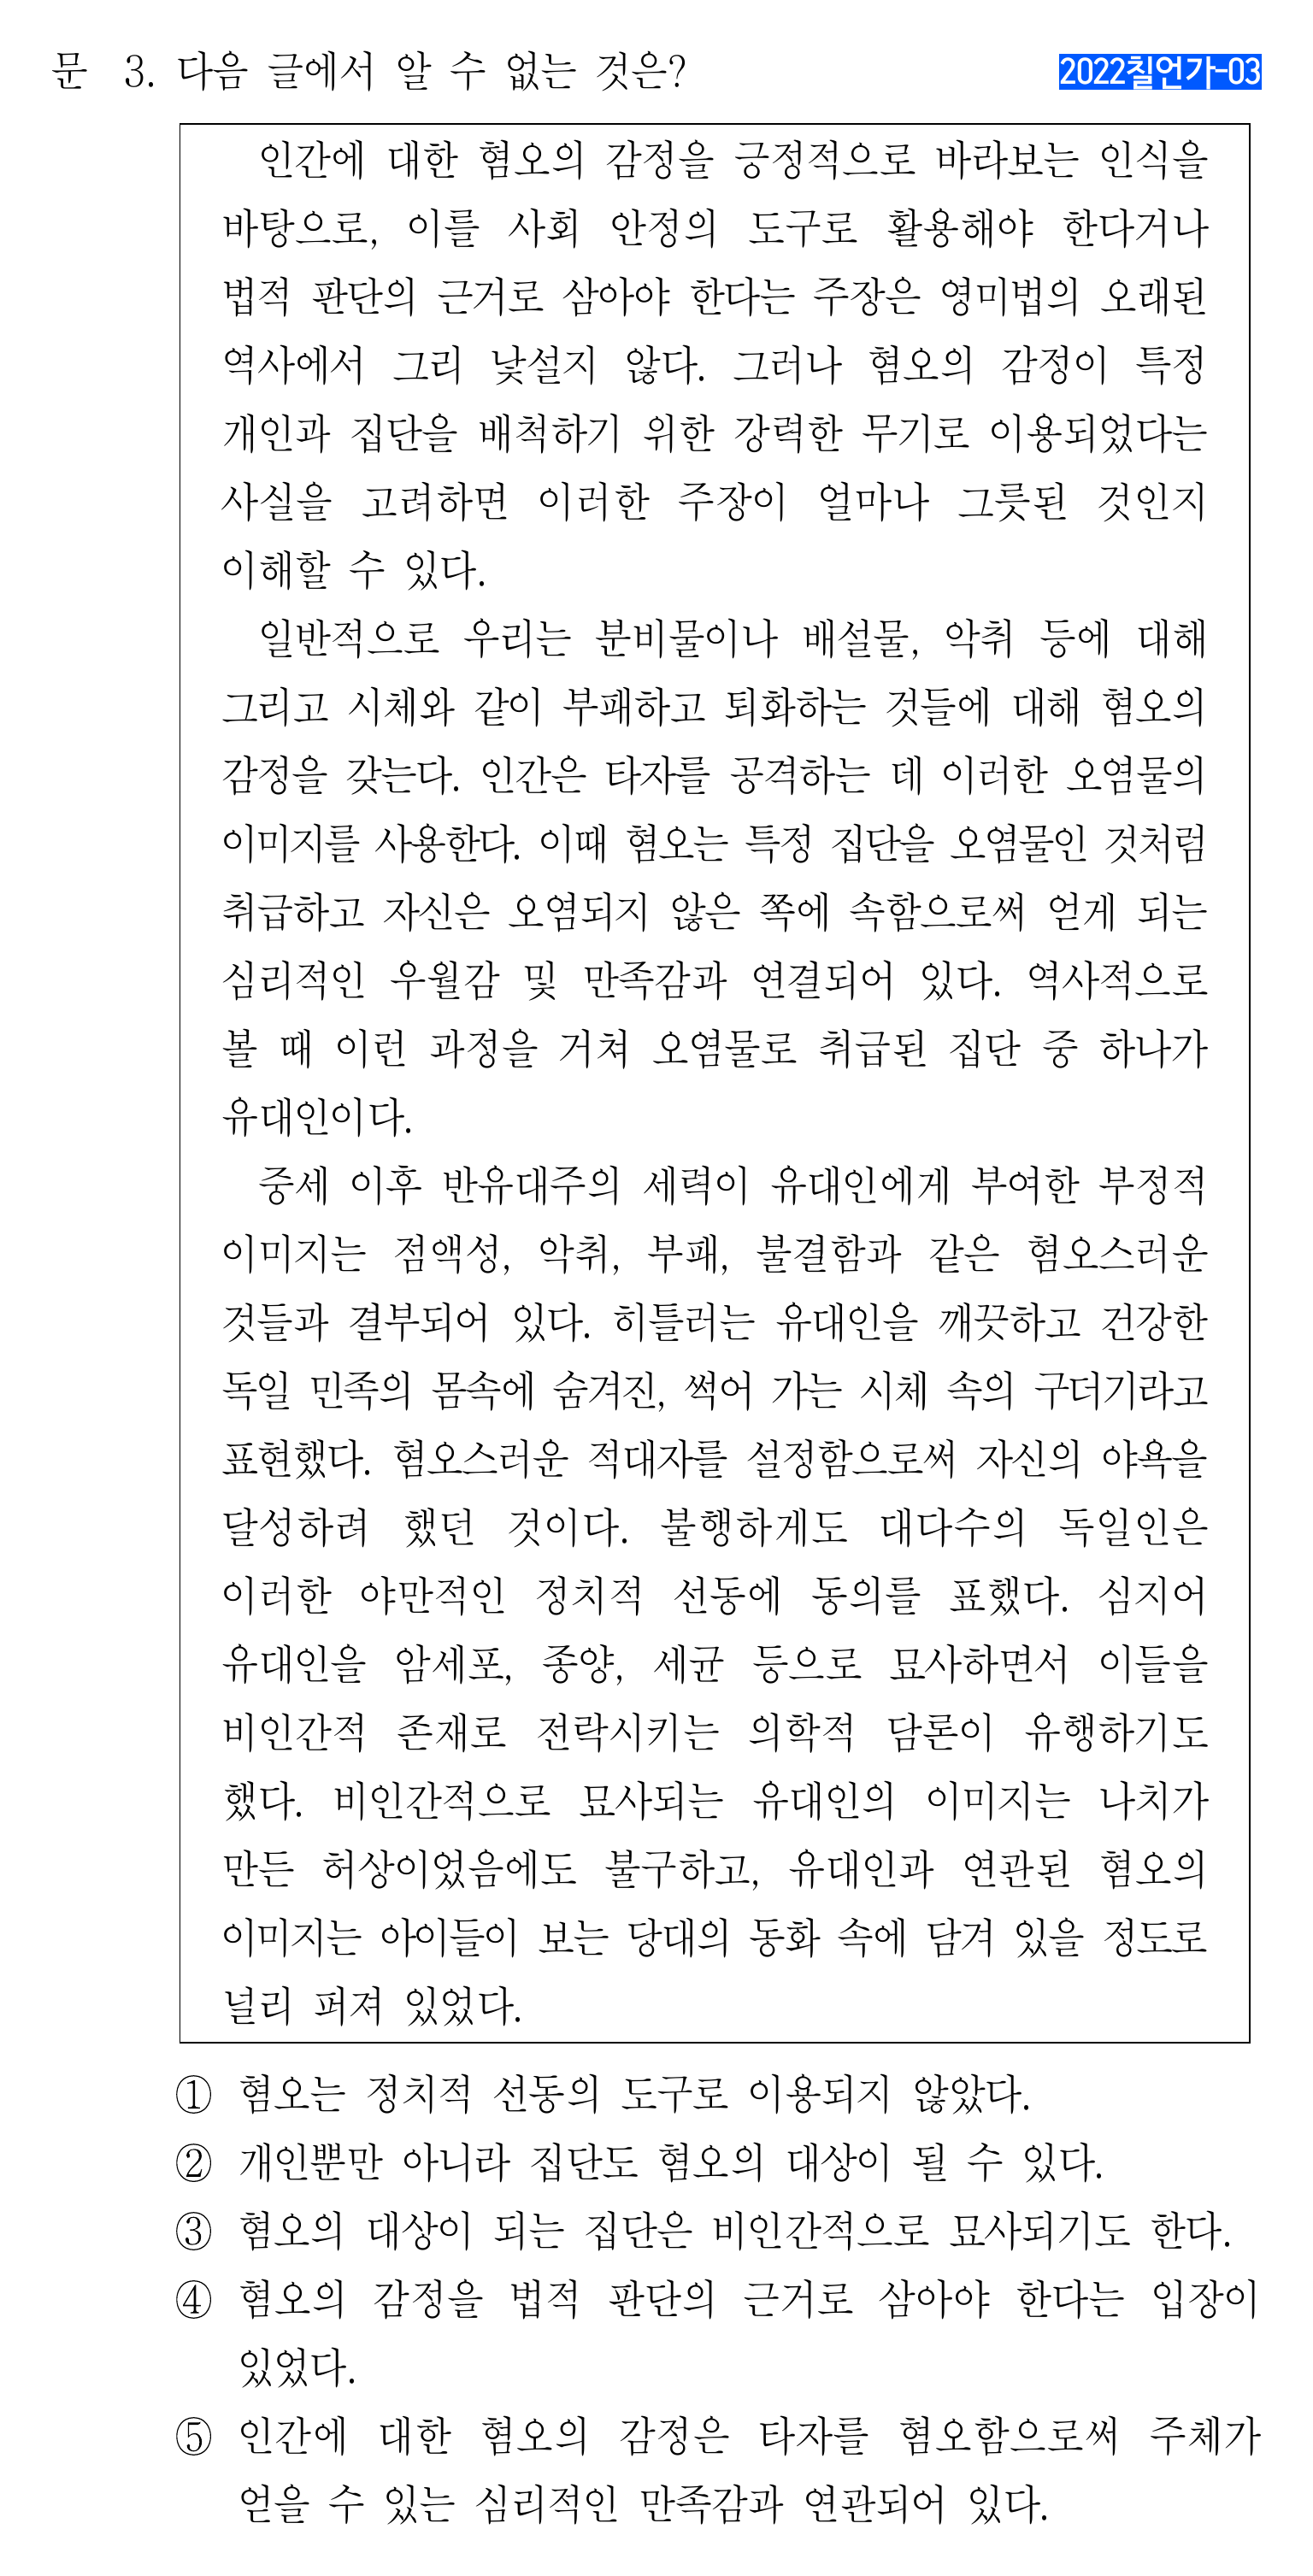 문 3. 다음 글에서 알 수 없는 것은?
2022칠언가-03
인간에 대한 혐오의 감정을 긍정적으로 바라보는 인식을
바탕으로, 이를 사회 안정의 도구로 활용해야 한다거나
법적 판단의 근거로 삼아야 한다는 주장은 영미법의 오래된
역사에서 그리 낯설지 않다. 그러나 혐오의 감정이 특정
개인과 집단을 배척하기 위한 강력한 무기로 이용되었다는
사실을 고려하면 이러한 주장이 얼마나 그릇된 것인지
이해할 수 있다.
일반적으로 우리는 분비물이나 배설물, 악취 등에 대해
그리고 시체와 같이 부패하고 퇴화하는 것들에 대해 혐오의
감정을 갖는다. 인간은 타자를 공격하는 데 이러한 오염물의
이미지를 사용한다. 이때 혐오는 특정 집단을 오염물인 것처럼
취급하고 자신은 오염되지 않은 쪽에 속함으로써 얻게 되는
심리적인 우월감 및 만족감과 연결되어 있다. 역사적으로
볼 때 이런 과정을 거쳐 오염물로 취급된 집단 중 하나가
유대인이다.
중세 이후 반유대주의 세력이 유대인에게 부여한 부정적
이미지는 점액성, 악취, 부패, 불결함과 같은 혐오스러운
것들과 결부되어 있다. 히틀러는 유대인을 깨끗하고 건강한
독일 민족의 몸속에 숨겨진, 썩어 가는 시체 속의 구더기라고
표현했다. 혐오스러운 적대자를 설정함으로써 자신의 야욕을
달성하려 했던 것이다. 불행하게도 대다수의 독일인은
이러한 야만적인 정치적 선동에 동의를 표했다. 심지어
유대인을 암세포, 종양, 세균 등으로 묘사하면서 이들을
비인간적 존재로 전락시키는 의학적 담론이 유행하기도
했다. 비인간적으로 묘사되는 유대인의 이미지는 나치가
만든 허상이었음에도 불구하고, 유대인과 연관된 혐오의
이미지는 아이들이 보는 당대의 동화 속에 담겨 있을 정도로
널리 퍼져 있었다.
① 혐오는 정치적 선동의 도구로 이용되지 않았다.
② 개인뿐만 아니라 집단도 혐오의 대상이 될 수 있다.
③ 혐오의 대상이 되는 집단은 비인간적으로 묘사되기도 한다.
④ 혐오의 감정을 법적 판단의 근거로 삼아야 한다는 입장이
있었다.
⑤ 인간에 대한 혐오의 감정은 타자를 혐오함으로써 주체가
얻을 수 있는 심리적인 만족감과 연관되어 있다.